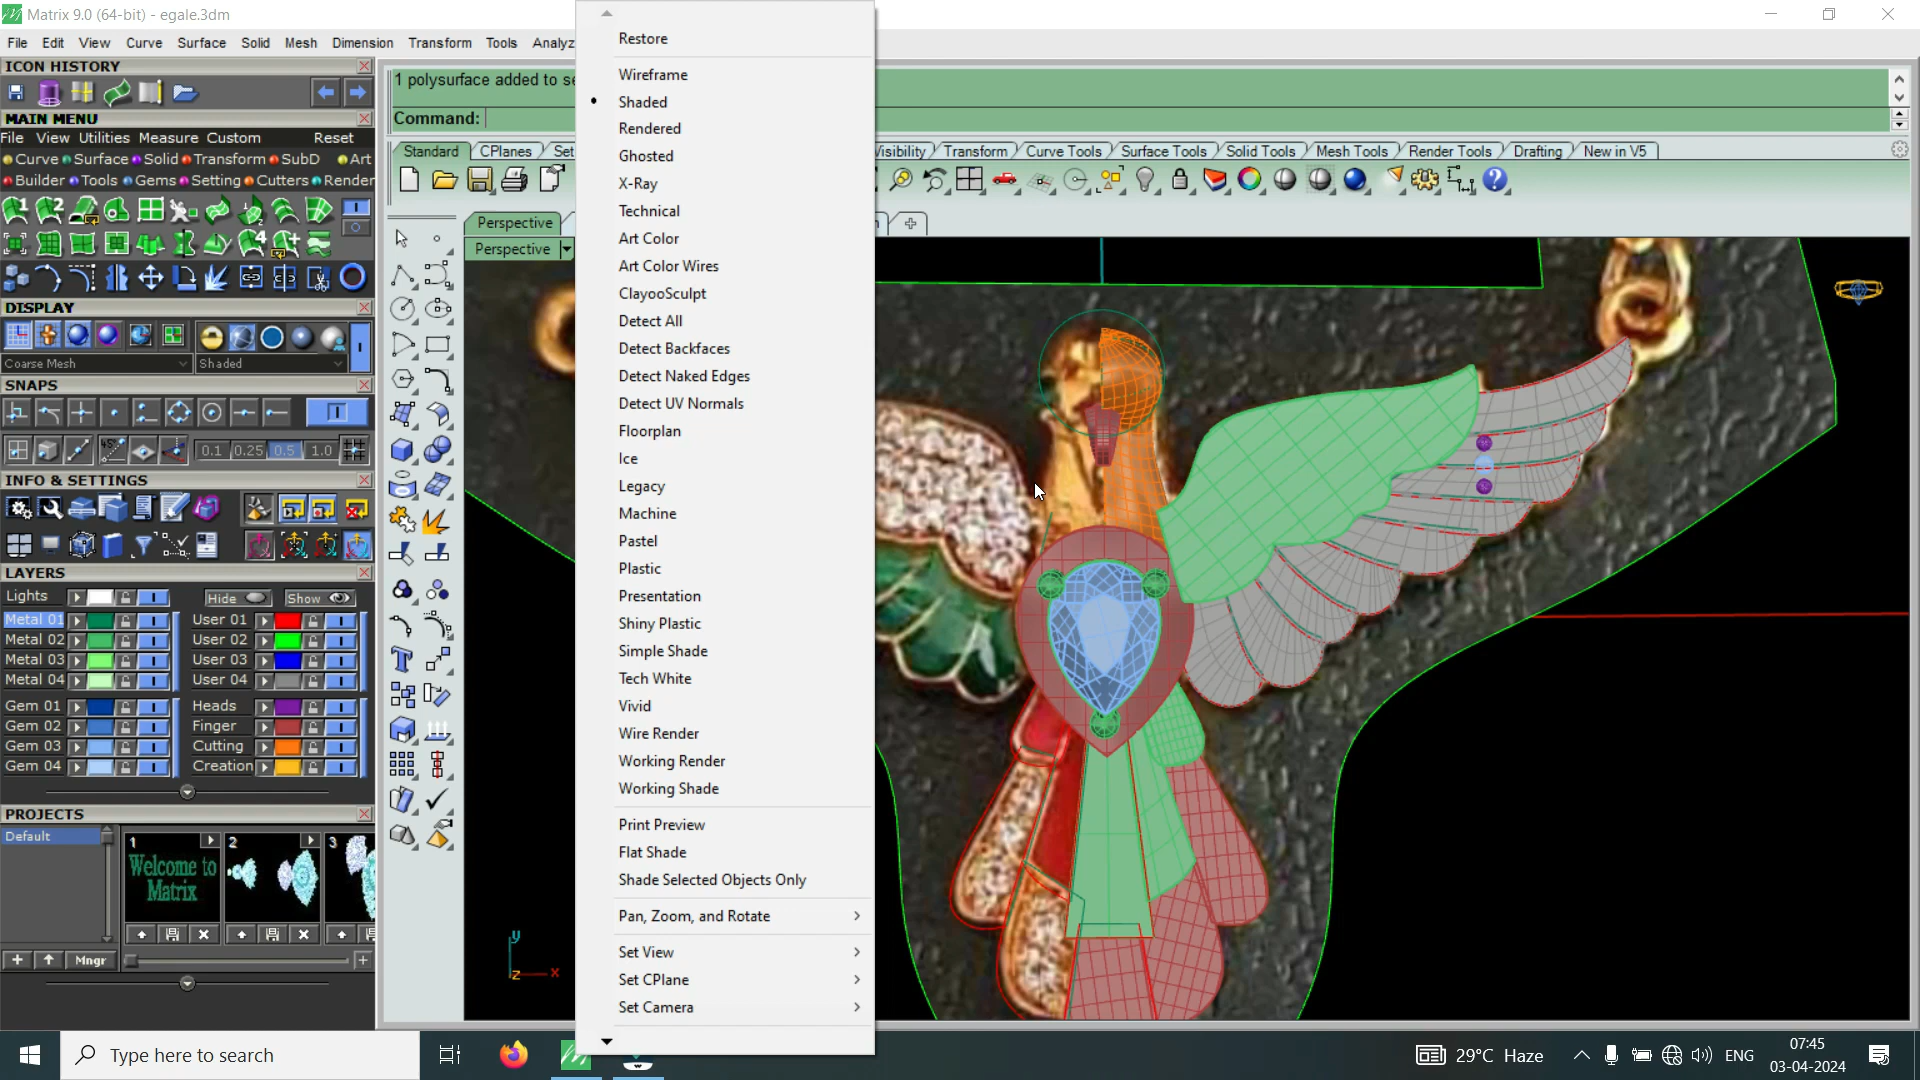 Matrix 9.0 (64-bit) - egale.3dm
File Edit View Curve Surface Solid Mesh Dimension Transform Tools Analyz
ICON HISTORY
MAIN MENU
File View Utilities Measure Custom Reset
Curve Surface Solid Transform SubD Art
Builder Tools Gems Setting Cutters Render
DISPLAY
Coarse Mesh Shaded
SNAPS
0.1 0.25 0.5 1.0
INFO & SETTINGS
LAYERS
Lights Hide Show
Metal 01 User 01
Metal 02 User 02
Metal 03 User 03
Metal 04 User 04
Gem 01 Heads
Gem 02 Finger
Gem 03 Cutting
Gem 04 Creation
PROJECTS
Default
1 2 3
Welcome to
Matrix
Mngr
1 polysurface added to se
Command:
Standard CPlanes Set
isibility Transform Curve Tools Surface Tools Solid Tools Mesh Tools Render Tools Drafting New in V5
Perspective
Perspective
Restore
Wireframe
Shaded
Rendered
Ghosted
X-Ray
Technical
Art Color
Art Color Wires
ClayooSculpt
Detect All
Detect Backfaces
Detect Naked Edges
Detect UV Normals
Floorplan
Ice
Legacy
Machine
Pastel
Plastic
Presentation
Shiny Plastic
Simple Shade
Tech White
Vivid
Wire Render
Working Render
Working Shade
Print Preview
Flat Shade
Shade Selected Objects Only
Pan, Zoom, and Rotate
Set View
Set CPlane
Set Camera
y
z x
Type here to search
29°C Haze
ENG
07:45
03-04-2024